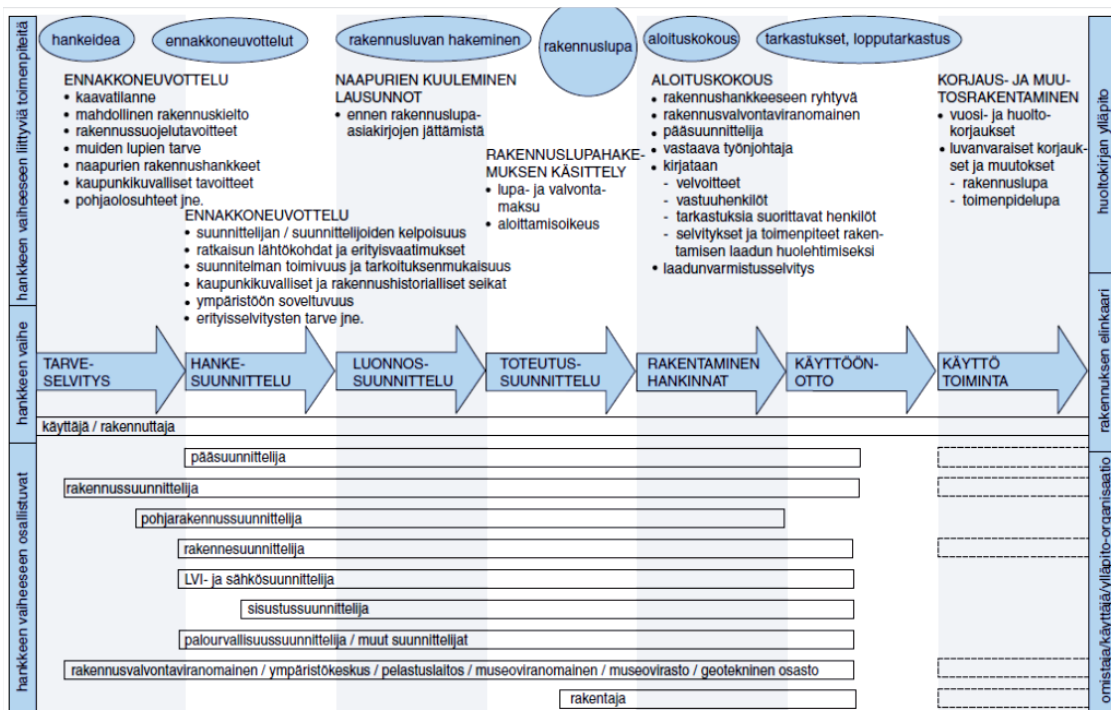 hankeidea
ennakkoneuvottelut
rakennusluvan hakeminen
rakennuslupa
aloituskokous
tarkastukset, lopputarkastus
hankkeen vaiheeseen liittyviä toimenpiteitä
ENNAKKONEUVOTTELU
• kaavatilanne
• mahdollinen rakennuskielto
• rakennussuojelutavoitteet
• muiden lupien tarve
• naapurien rakennushankkeet
• kaupunkikuvalliset tavoitteet
• pohjaolosuhteet jne.
ENNAKKONEUVOTTELU
• suunnittelijan / suunnittelijoiden kelpoisuus
• ratkaisun lähtökohdat ja erityisvaatimukset
• suunnitelman toimivuus ja tarkoituksenmukaisuus
• kaupunkikuvalliset ja rakennushistorialliset seikat
• ympäristöön soveltuvuus
• erityisselvitysten tarve jne.
NAAPURIEN KUULEMINEN
LAUSUNNOT
• ennen rakennuslupa-
asiakirjojen jättämistä
RAKENNUSLUPAHAKE-
MUKSEN KÄSITTELY
• lupa- ja valvonta-
maksu
• aloittamisoikeus
ALOITUSKOKOUS
• rakennushankkeeseen ryhtyvä
• rakennusvalvontaviranomainen
• pääsuunnittelija
• vastaava työnjohtaja
• kirjataan
- velvoitteet
- vastuuhenkilöt
- tarkastuksia suorittavat henkilöt
- selvitykset ja toimenpiteet raken-
tamisen laadun huolehtimiseksi
• laadunvarmistusselvitys
KORJAUS- JA MUU-
TOSRAKENTAMINEN
• vuosi- ja huolto-
korjaukset
• luvanvaraiset korjauk-
set ja muutokset
- rakennuslupa
- toimenpidelupa
huoltokirjan ylläpito
hankkeen vaihe
TARVE-
SELVITYS
HANKE-
SUUNNITTELU
LUONNOS-
SUUNNITTELU
TOTEUTUS-
SUUNNITTELU
RAKENTAMINEN
HANKINNAT
KÄYTTÖÖN-
OTTO
KÄYTTÖ
TOIMINTA
rakennuksen elinkaari
käyttäjä / rakennuttaja
hankkeen vaiheeseen osallistuvat
pääsuunnittelija
rakennussuunnittelija
pohjarakennussuunnittelija
rakennesuunnittelija
LVI- ja sähkösuunnittelija
sisustussuunnittelija
palourvallisuussuunnittelija / muut suunnittelijat
rakennusvalvontaviranomainen / ympäristökeskus / pelastuslaitos / museoviranomainen / museovirasto / geotekninen osasto
rakentaja
omistaja/käyttäjä/ylläpito-organisaatio